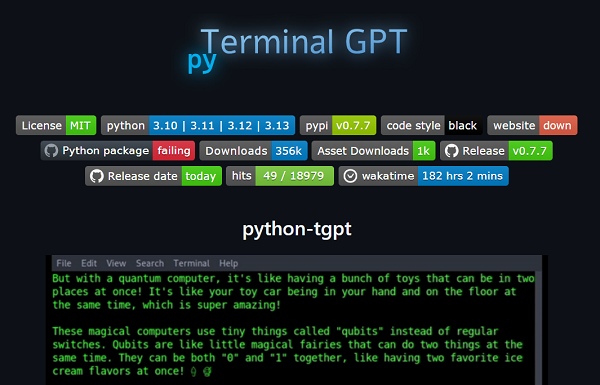 Terminal GPT
py
License MIT python 3.10 | 3.11 | 3.12 | 3.13 pypi v0.7.7 code style black website down
Python package failing Downloads 356k Asset Downloads 1k Release v0.7.7
Release date today hits 49 / 18979 wakatime 182 hrs 2 mins
python-tgpt
File Edit View Search Terminal Help
But with a quantum computer, it's like having a bunch of toys that can be in two
places at once! It's like your toy car being in your hand and on the floor at
the same time, which is super amazing!
These magical computers use tiny things called "qubits" instead of regular
switches. Qubits are like little magical fairies that can do two things at the
same time. They can be both "0" and "1" together, like having two favorite ice
cream flavors at once!